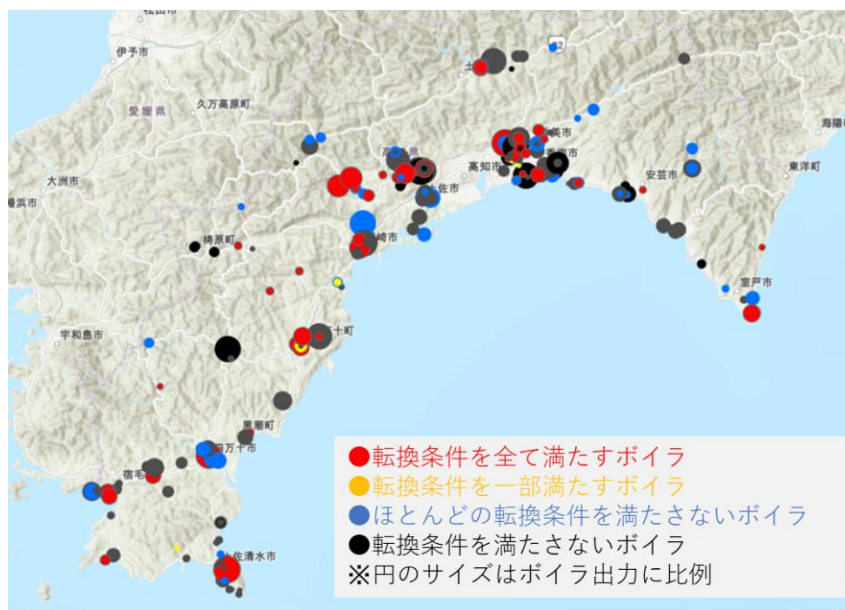 松山市
伊予市
愛媛県
久万高原町
大洲市
高知市
土佐市
安芸市
室戸市
海陽町
東洋町
梼原町
宇和島市
黒潮町
四万十市
土佐清水市
●転換条件を全て満たすボイラ
●転換条件を一部満たすボイラ
●ほとんどの転換条件を満たさないボイラ
●転換条件を満たさないボイラ
※円のサイズはボイラ出力に比例